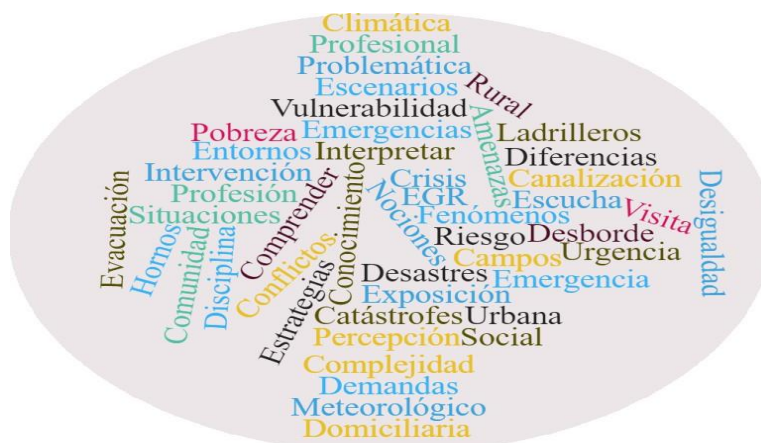 Climática
Profesional
Problemática
Escenarios
Rural
Vulnerabilidad
Amenazas
Pobreza
Emergencias
Ladrilleros
Entornos
Interpretar
Diferencias
Intervención
Crisis
Canalización
Desigualdad
Evacuación
Profesión
Comprender
Conocimiento
Nociones
EGR
Escucha
Situaciones
Fenómenos
Visita
Hornos
Comunidad
Disciplina
Conflictos
Riesgo
Desborde
Estrategias
Campos
Urgencia
Desastres
Emergencia
Exposición
Catástrofes
Urbana
Percepción
Social
Complejidad
Demandas
Meteorológico
Domiciliaria